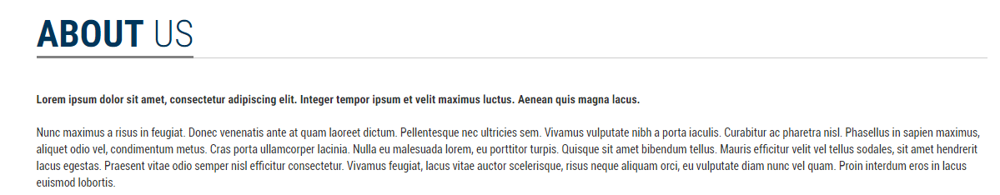 ABOUT US
Lorem ipsum dolor sit amet, consectetur adipiscing elit. Integer tempor ipsum et velit maximus luctus. Aenean quis magna lacus.
Nunc maximus a risus in feugiat. Donec venenatis ante at quam laoreet dictum. Pellentesque nec ultricies sem. Vivamus vulputate nibh a porta iaculis. Curabitur ac pharetra nisl. Phasellus in sapien maximus,
aliquet odio vel, condimentum metus. Cras porta ullamcorper lacinia. Nulla eu malesuada lorem, eu porttitor turpis. Quisque sit amet bibendum tellus. Mauris efficitur velit vel tellus sodales, sit amet hendrerit
lacus egestas. Praesent vitae odio semper nisl efficitur consectetur. Vivamus feugiat, lacus vitae auctor scelerisque, risus neque aliquam orci, eu vulputate diam nunc vel quam. Proin interdum eros in lacus
euismod lobortis.